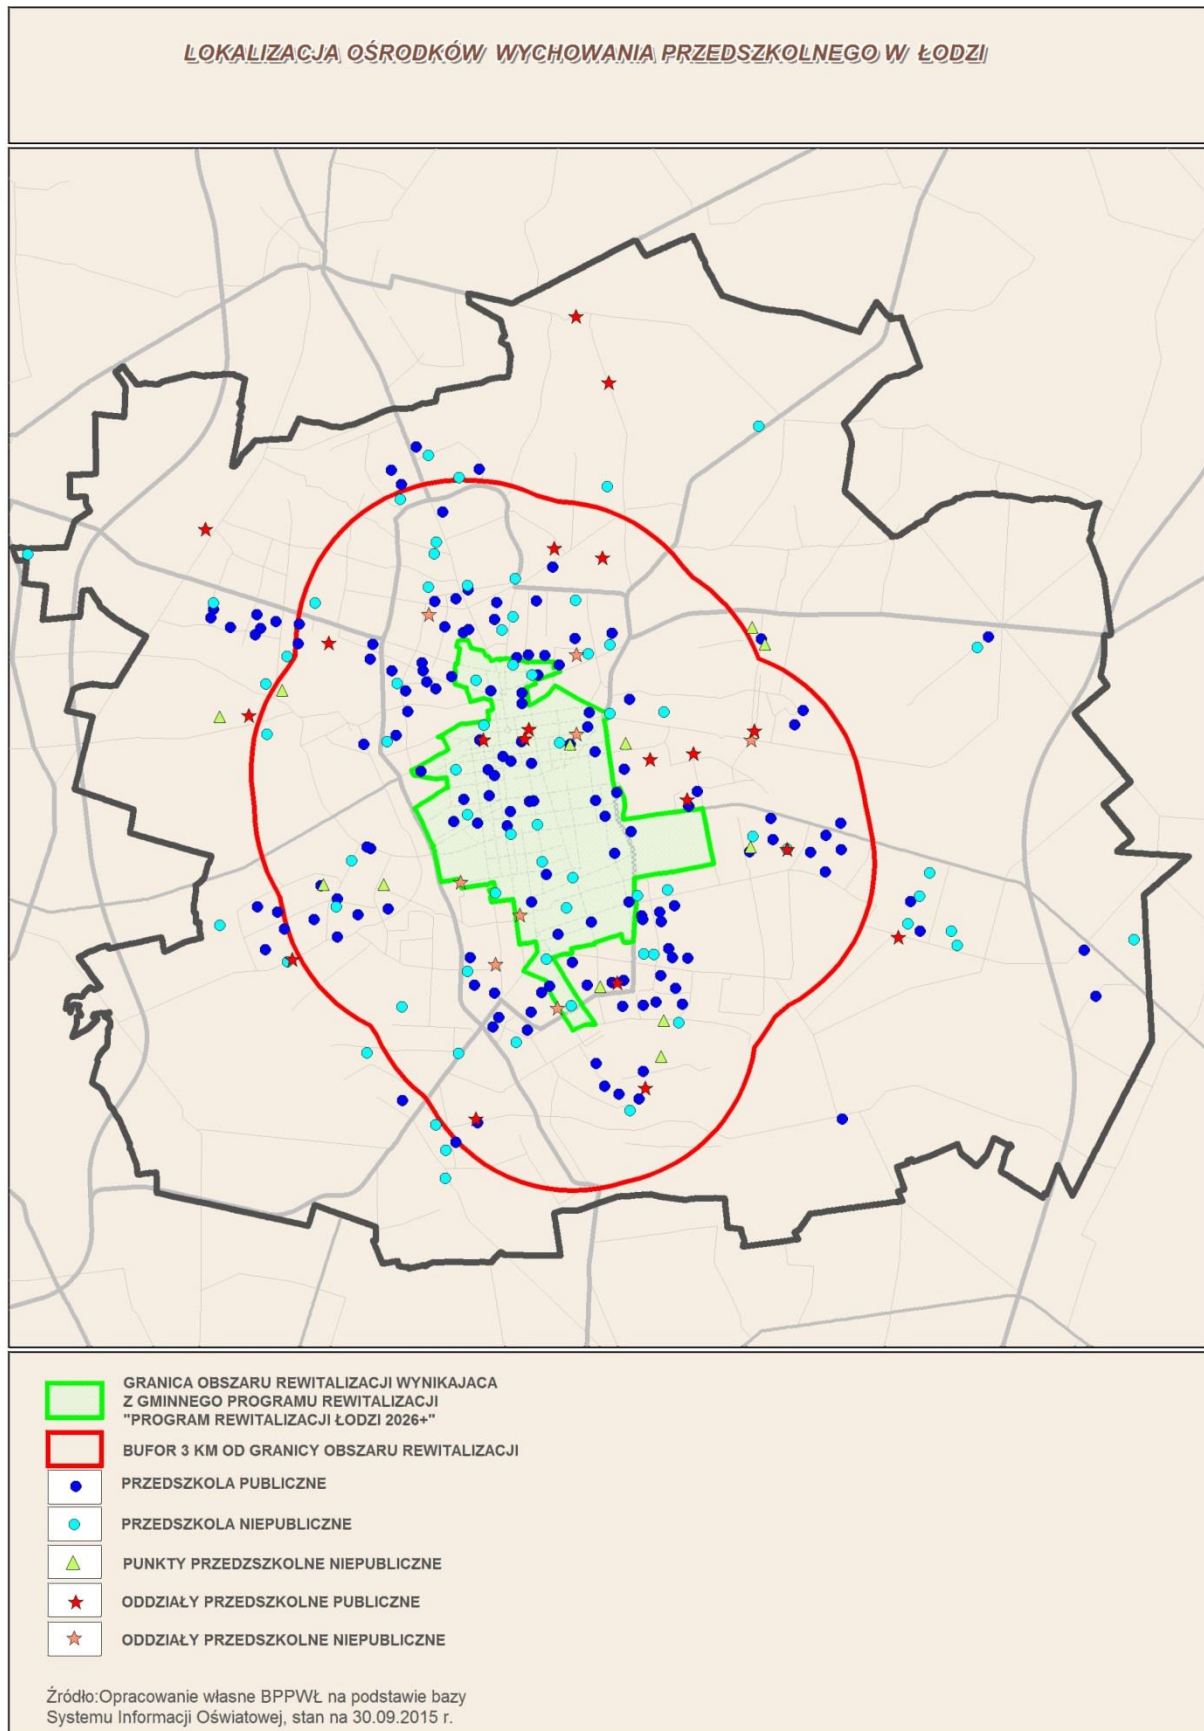 LOKALIZACJA OŚRODKÓW WYCHOWANIA PRZEDSZKOLNEGO W ŁODZI
GRANICA OBSZARU REWITALIZACJI WYNIKAJACA
Z GMINNEGO PROGRAMU REWITALIZACJI
"PROGRAM REWITALIZACJI ŁODZI 2026+"
BUFOR 3 KM OD GRANICY OBSZARU REWITALIZACJI
PRZEDSZKOLA PUBLICZNE
PRZEDSZKOLA NIEPUBLICZNE
PUNKTY PRZEDZSZKOLNE NIEPUBLICZNE
ODDZIAŁY PRZEDSZKOLNE PUBLICZNE
ODDZIAŁY PRZEDSZKOLNE NIEPUBLICZNE
Źródło:Opracowanie własne BPPWŁ na podstawie bazy
Systemu Informacji Oświatowej, stan na 30.09.2015 r.